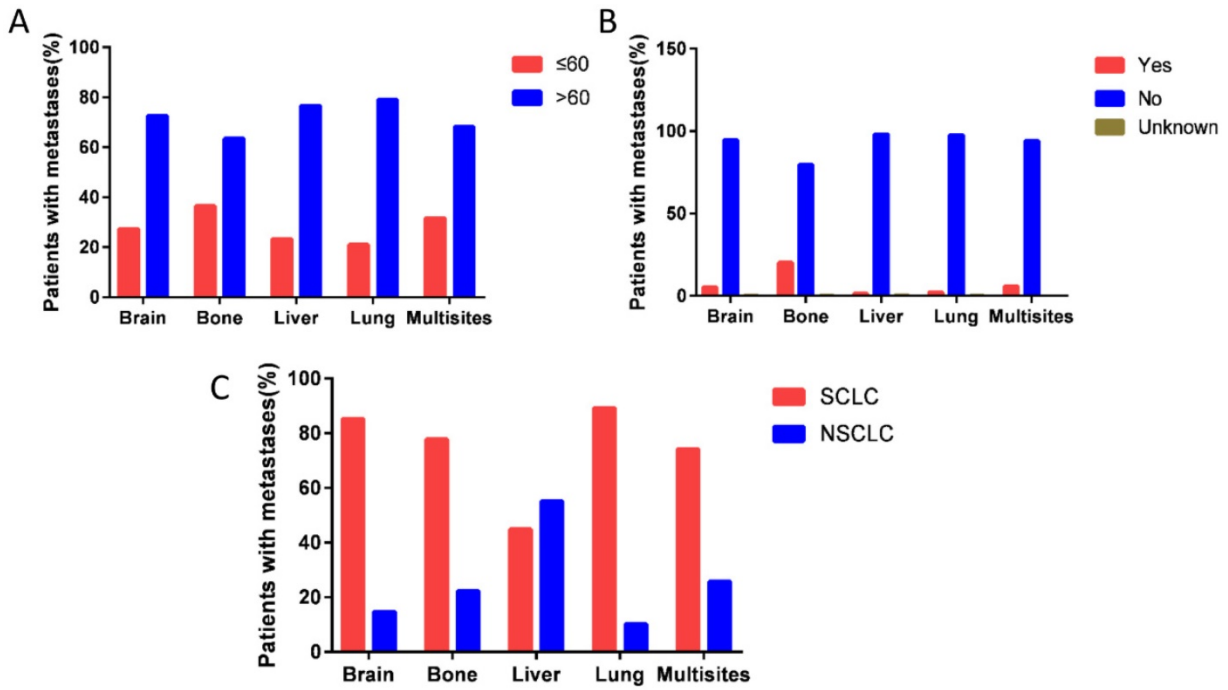 A
Patients with metastases(%)
100
80
60
40
20
0
Brain Bone Liver Lung Multisites
≤60
>60
B
Patients with metastases(%)
150
100
50
0
Brain Bone Liver Lung Multisites
Yes
No
Unknown
C
Patients with metastases(%)
100
80
60
40
20
0
Brain Bone Liver Lung Multisites
SCLC
NSCLC